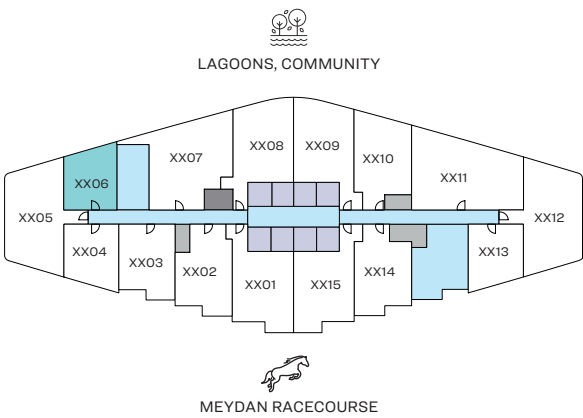 LAGOONS, COMMUNITY
XX08
XX09
XX07
XX10
XX06
XX11
XX05
XX12
XX04
XX03
XX02
XX01
XX15
XX14
XX13
MEYDAN RACECOURSE